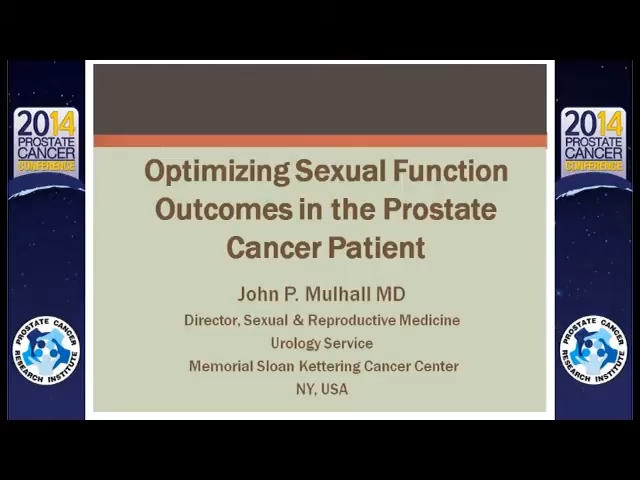 2014
PROSTATE
CANCER
CONFERENCE
PROSTATE CANCER
RESEARCH INSTITUTE
Optimizing Sexual Function
Outcomes in the Prostate
Cancer Patient
John P. Mulhall MD
Director, Sexual & Reproductive Medicine
Urology Service
Memorial Sloan Kettering Cancer Center
NY, USA
2014
PROSTATE
CANCER
CONFERENCE
PROSTATE CANCER
RESEARCH INSTITUTE